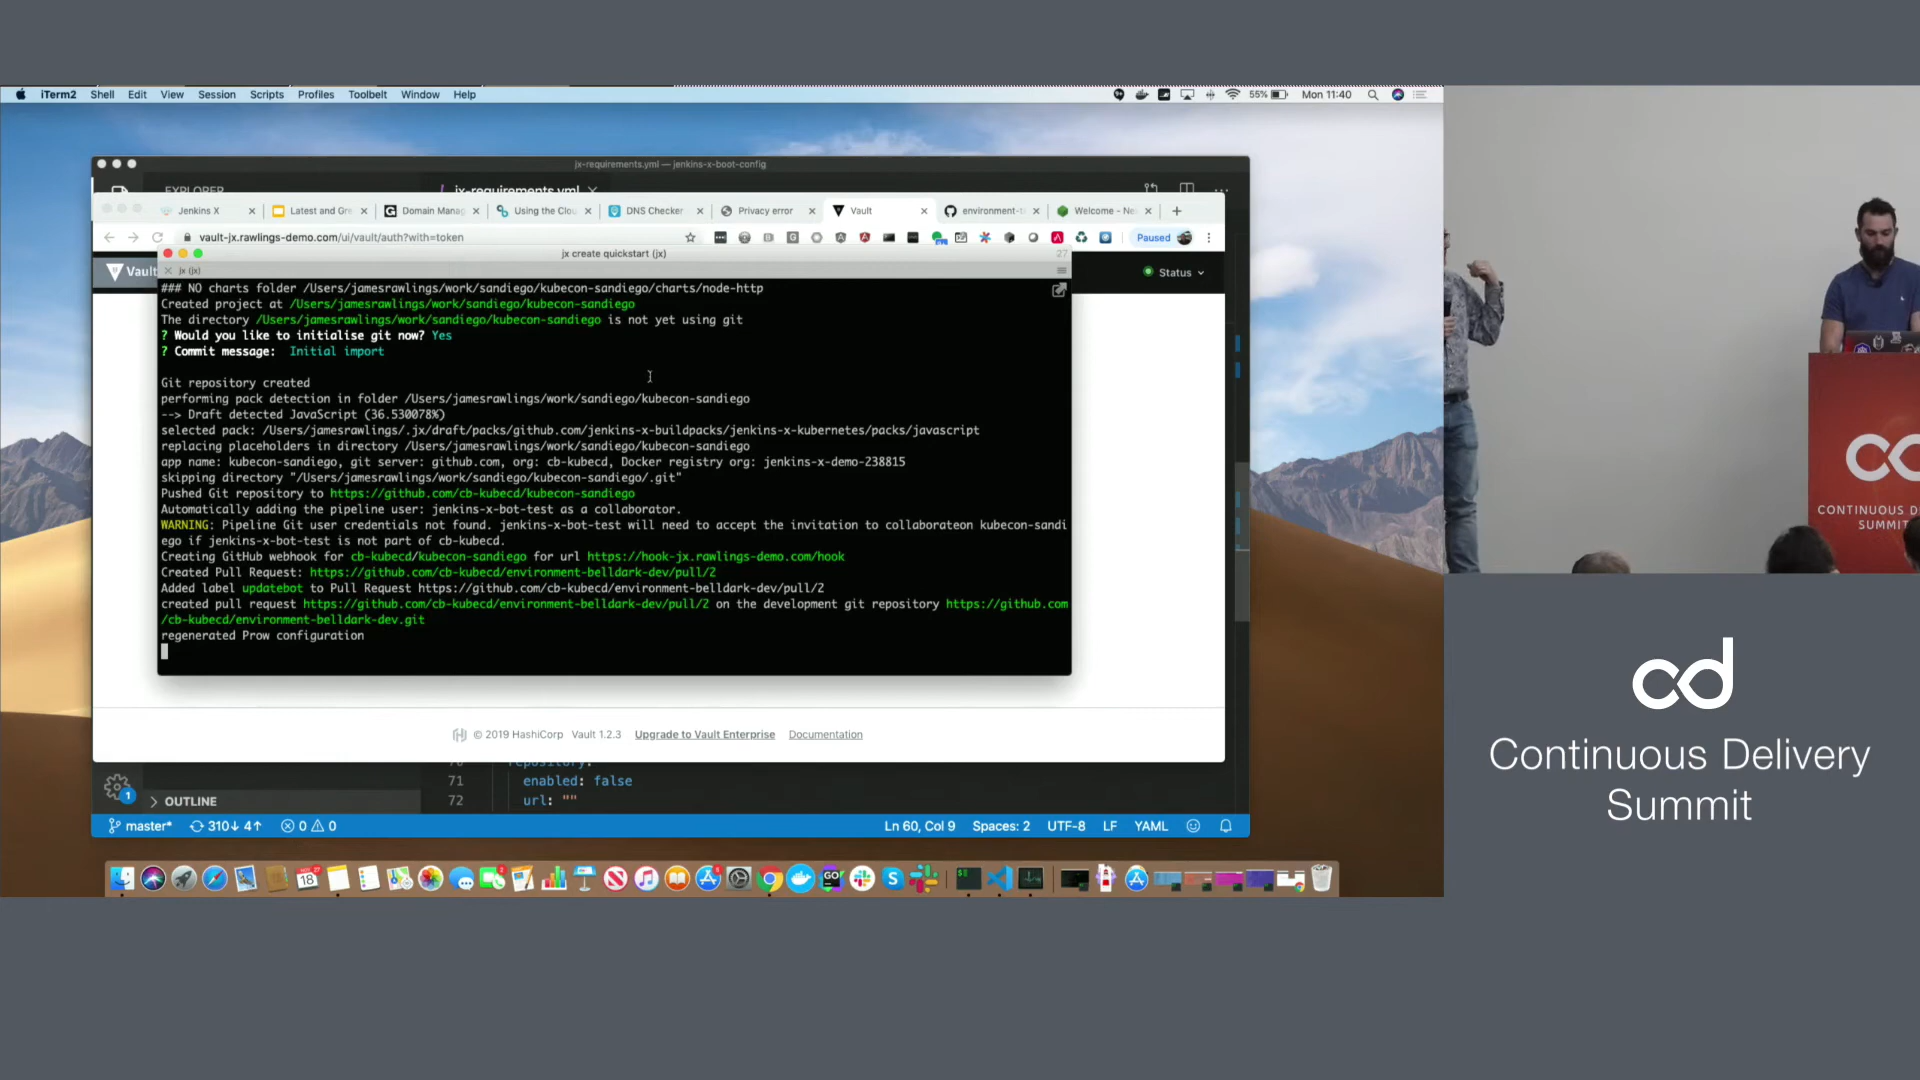 iTerm2 Shell Edit View Session Scripts Profiles Toolbelt Window Help
55% Mon 11:40
jx-requirements.yml — jenkins-x-boot-config
EXPLORER
jx-requirements.yml
Jenkins X
Latest and Gre
Domain Manag
Using the Clou
DNS Checker
Privacy error
Vault
environment-t
Welcome - Ne
vault-jx.rawlings-demo.com/ui/vault/auth?with=token
Paused
Vault
jx create quickstart (jx)
Status
jx (jx)
### NO charts folder /Users/jamesrawlings/work/sandiego/kubecon-sandiego/charts/node-http
Created project at /Users/jamesrawlings/work/sandiego/kubecon-sandiego
The directory /Users/jamesrawlings/work/sandiego/kubecon-sandiego is not yet using git
? Would you like to initialise git now? Yes
? Commit message:  Initial import
Git repository created
performing pack detection in folder /Users/jamesrawlings/work/sandiego/kubecon-sandiego
--> Draft detected JavaScript (36.530078%)
selected pack: /Users/jamesrawlings/.jx/draft/packs/github.com/jenkins-x-buildpacks/jenkins-x-kubernetes/packs/javascript
replacing placeholders in directory /Users/jamesrawlings/work/sandiego/kubecon-sandiego
app name: kubecon-sandiego, git server: github.com, org: cb-kubecd, Docker registry org: jenkins-x-demo-238815
skipping directory "/Users/jamesrawlings/work/sandiego/kubecon-sandiego/.git"
Pushed Git repository to https://github.com/cb-kubecd/kubecon-sandiego
Automatically adding the pipeline user: jenkins-x-bot-test as a collaborator.
WARNING: Pipeline Git user credentials not found. jenkins-x-bot-test will need to accept the invitation to collaborateon kubecon-sandi
ego if jenkins-x-bot-test is not part of cb-kubecd.
Creating GitHub webhook for cb-kubecd/kubecon-sandiego for url https://hook-jx.rawlings-demo.com/hook
Created Pull Request: https://github.com/cb-kubecd/environment-belldark-dev/pull/2
Added label updatebot to Pull Request https://github.com/cb-kubecd/environment-belldark-dev/pull/2
created pull request https://github.com/cb-kubecd/environment-belldark-dev/pull/2 on the development git repository https://github.com
/cb-kubecd/environment-belldark-dev.git
regenerated Prow configuration
© 2019 HashiCorp Vault 1.2.3 Upgrade to Vault Enterprise Documentation
repository:
71 enabled: false
72 url: ""
1
OUTLINE
master* 310↓ 4↑ 0 0
Ln 60, Col 9 Spaces: 2 UTF-8 LF YAML
18
GO
CONTINUOUS D
SUMMIT
cd
Continuous Delivery
Summit